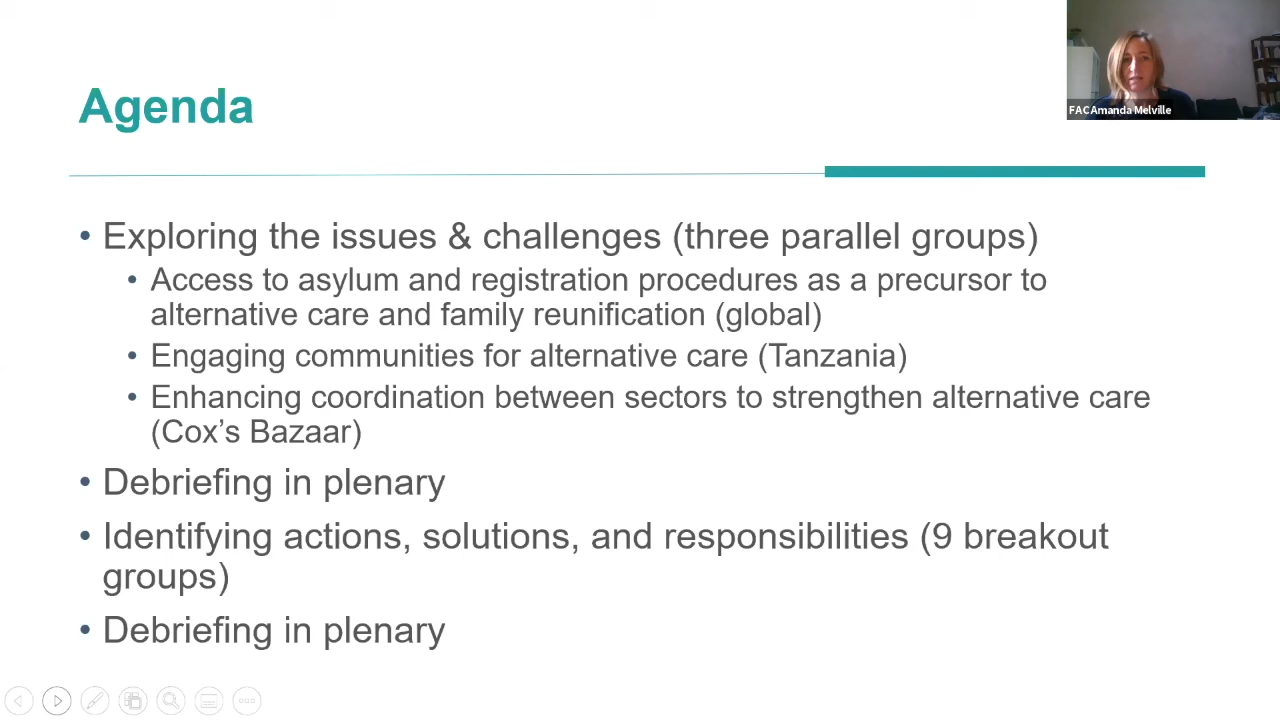 Agenda
FAC Amanda Melville
• Exploring the issues & challenges (three parallel groups)
• Access to asylum and registration procedures as a precursor to
alternative care and family reunification (global)
• Engaging communities for alternative care (Tanzania)
• Enhancing coordination between sectors to strengthen alternative care
(Cox’s Bazaar)
• Debriefing in plenary
• Identifying actions, solutions, and responsibilities (9 breakout
groups)
• Debriefing in plenary